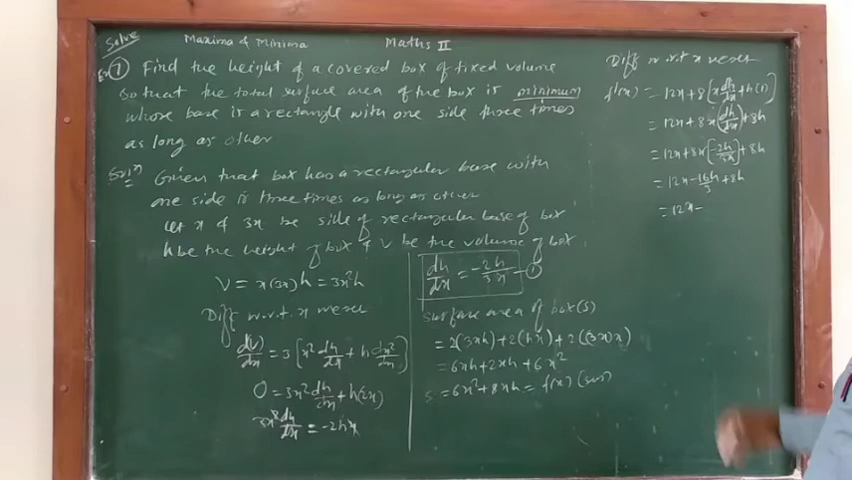 Solve
Maxima & Minima Maths II
Ex 7 Find the height of a covered box of fixed volume
so that the total surface area of the box is minimum
whose base is a rectangle with one side three times
as long as other
Sol:n Given that box has a rectangular base with
one side is three times as long as other
Let x & 3x be side of rectangular base of box
h be the height of box & V be the volume of box
V = x(3x)h = 3x²h
Diff w.r.t. x we get
dV/dx = 3[x² dh/dx + h dx²/dx]
0 = 3x² dh/dx + h(2x)
3x² dh/dx = -2hx
dh/dx = -2h/3x - ①
Surface area of box (S)
= 2(3xh) + 2(hx) + 2((3x)x)
= 6xh + 2xh + 6x²
S = 6x² + 8xh = f(x) (say)
Diff w.r.t x we get
f'(x) = 12x + 8[x dh/dx + h(1)]
= 12x + 8x(dh/dx) + 8h
= 12x + 8x(-2h/3x) + 8h
= 12x - 16h/3 + 8h
= 12x -